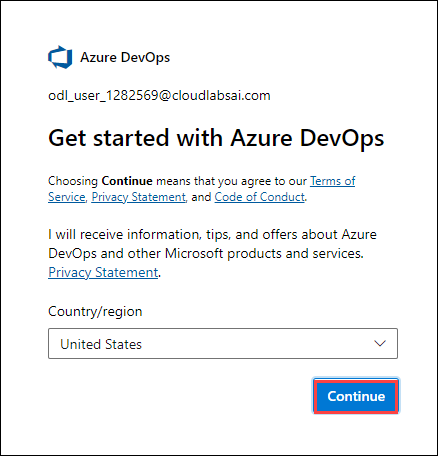 Azure DevOps
odl_user_1282569@cloudlabsai.com
Get started with Azure DevOps
Choosing Continue means that you agree to our Terms of
Service, Privacy Statement, and Code of Conduct.
I will receive information, tips, and offers about Azure
DevOps and other Microsoft products and services.
Privacy Statement.
Country/region
United States
Continue